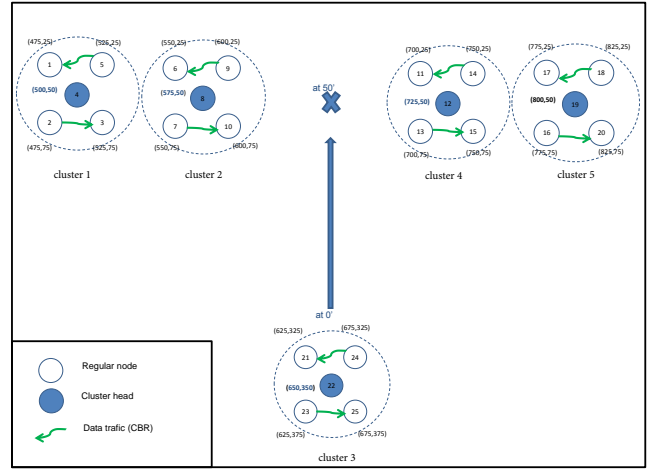 (475,25) (525,25) (550,25) (600,25) (700,25) (750,25) (775,25) (825,25)
1 5 6 9 11 14 17 18
at 50'
(500,50) 4 (575,50) 8 (725,50) 12 (800,50) 19
2 3 7 10 13 15 16 20
(475,75) (525,75) (550,75) (600,75) (700,75) (750,75) (775,75) (825,75)
cluster 1 cluster 2 cluster 4 cluster 5
at 0'
(625,325) (675,325)
21 24
(650,350) 22
23 25
(625,375) (675,375)
cluster 3
Regular node
Cluster head
Data trafic (CBR)